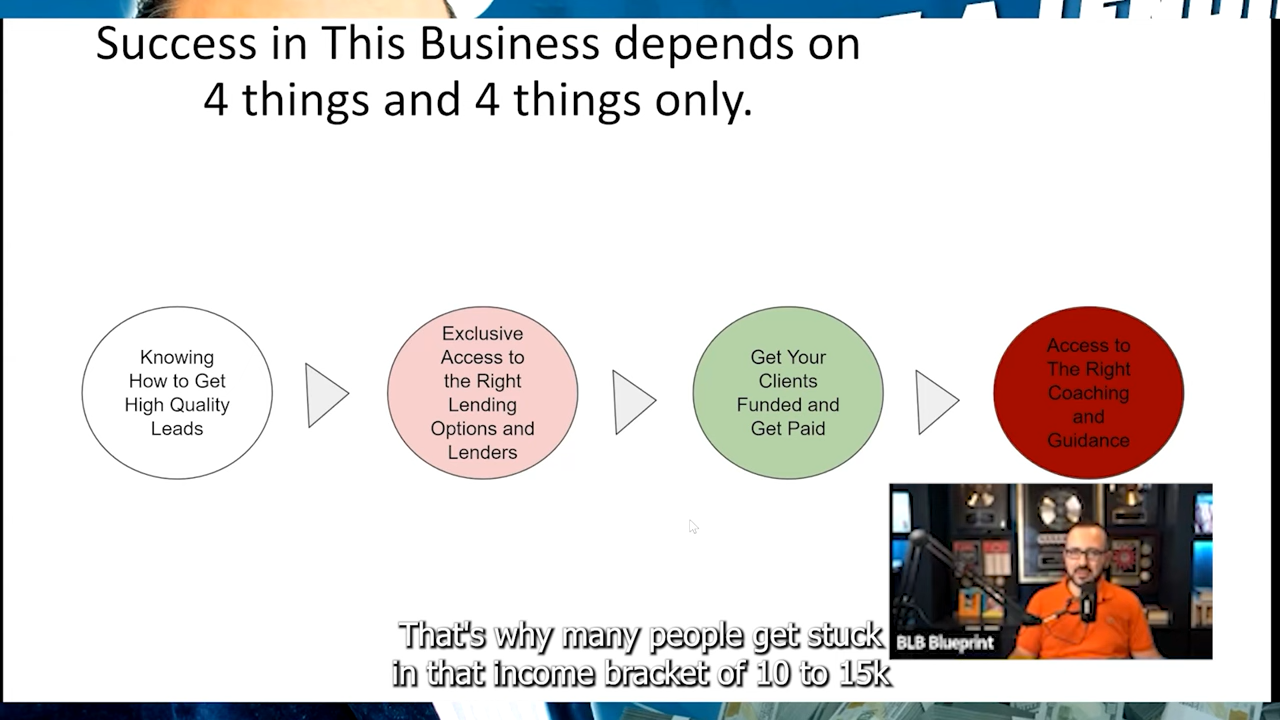 Success in This Business depends on
4 things and 4 things only.
Knowing
How to Get
High Quality
Leads
Exclusive
Access to
the Right
Lending
Options and
Lenders
Get Your
Clients
Funded and
Get Paid
Access to
The Right
Coaching
and
Guidance
BLB Blueprint
That's why many people get stuck
in that income bracket of 10 to 15k